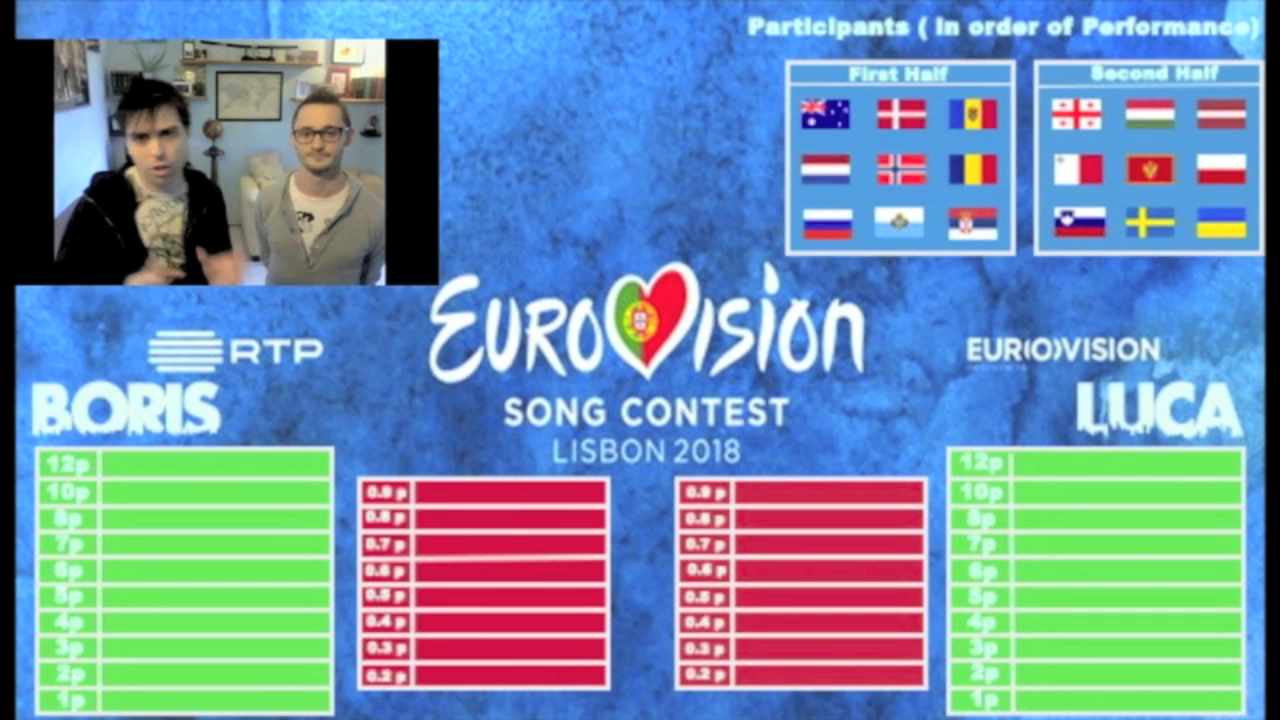 Participants ( in order of Performance)
First Half
Second Half
EUROVISION
SONG CONTEST
LISBON 2018
RTP
EUR(O)VISION
BORIS
LUCA
12p
10p
8p
7p
6p
5p
4p
3p
2p
1p
0.9 p
0.8 p
0.7 p
0.6 p
0.5 p
0.4 p
0.3 p
0.2 p
0.9 p
0.8 p
0.7 p
0.6 p
0.5 p
0.4 p
0.3 p
0.2 p
12p
10p
8p
7p
6p
5p
4p
3p
2p
1p